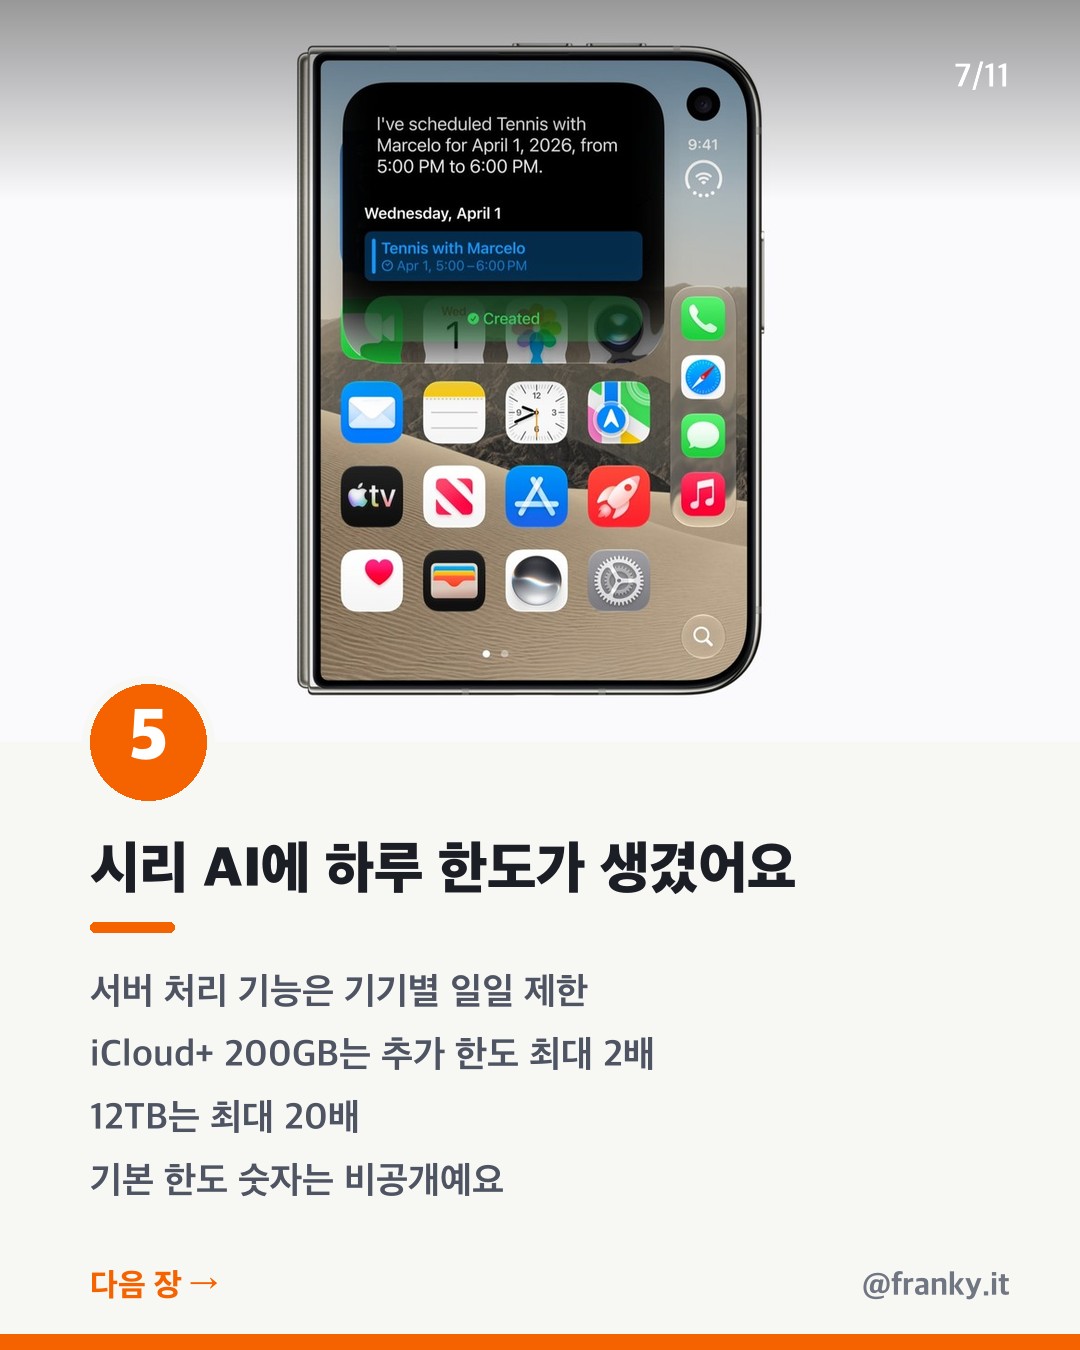 7/11
I've scheduled Tennis with
Marcelo for April 1, 2026, from
5:00 PM to 6:00 PM.
9:41
Wednesday, April 1
Tennis with Marcelo
Apr 1, 5:00–6:00 PM
Wed
1
Created
12
9
3
6
tv
5
시리 AI에 하루 한도가 생겼어요
서버 처리 기능은 기기별 일일 제한
iCloud+ 200GB는 추가 한도 최대 2배
12TB는 최대 20배
기본 한도 숫자는 비공개예요
다음 장 →
@franky.it